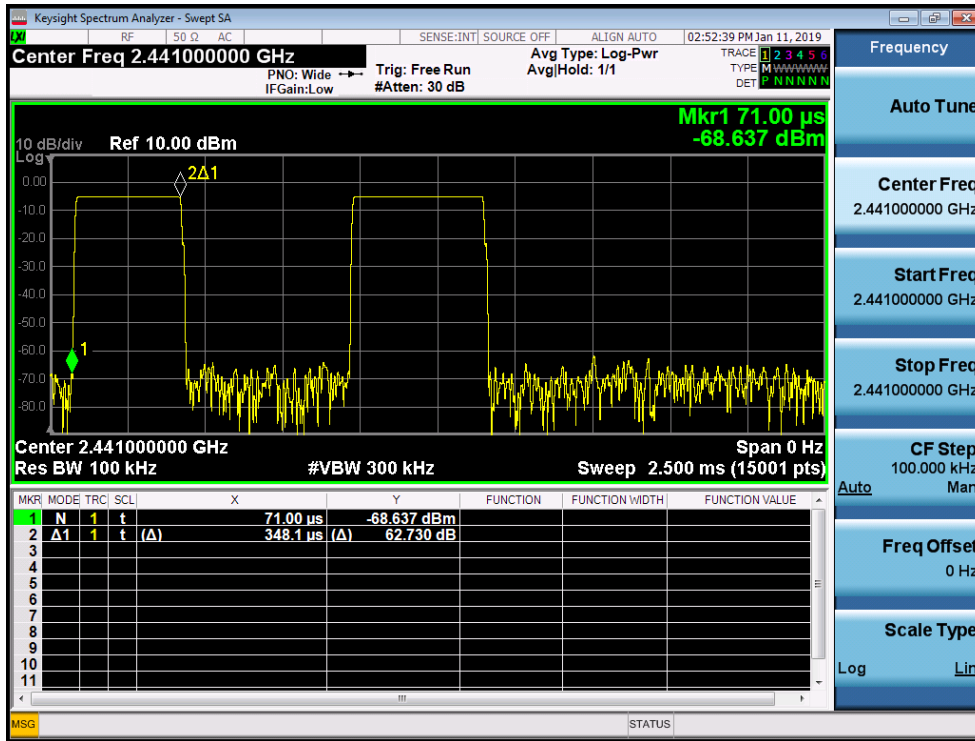 Keysight Spectrum Analyzer - Swept SA
LXI RF 50 Ω AC SENSE:INT SOURCE OFF ALIGN AUTO 02:52:39 PM Jan 11, 2019
Center Freq 2.441000000 GHz
PNO: Wide
IFGain:Low
Trig: Free Run
#Atten: 30 dB
Avg Type: Log-Pwr
Avg|Hold: 1/1
TRACE 1 2 3 4 5 6
TYPE M W W W W W
DET P N N N N N
Mkr1 71.00 µs
-68.637 dBm
10 dB/div
Log
Ref 10.00 dBm
2Δ1
0.00
-10.0
-20.0
-30.0
-40.0
-50.0
-60.0
-70.0
-80.0
1
Center 2.441000000 GHz
Span 0 Hz
Res BW 100 kHz
#VBW 300 kHz
Sweep 2.500 ms (15001 pts)
MKR MODE TRC SCL X Y FUNCTION FUNCTION WIDTH FUNCTION VALUE
1 N 1 t 71.00 µs -68.637 dBm
2 Δ1 1 t (Δ) 348.1 µs (Δ) 62.730 dB
3
4
5
6
7
8
9
10
11
MSG
STATUS
Frequency
Auto Tune
Center Freq
2.441000000 GHz
Start Freq
2.441000000 GHz
Stop Freq
2.441000000 GHz
CF Step
100.000 kHz
Auto Man
Freq Offset
0 Hz
Scale Type
Log Lin